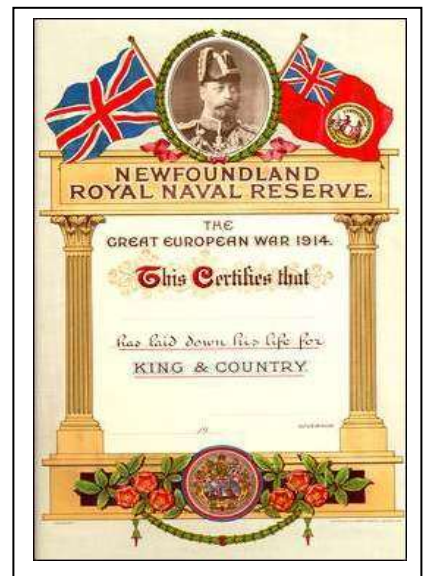 NEWFOUNDLAND
ROYAL NAVAL RESERVE.
THE
GREAT EUROPEAN WAR 1914.
This Certifies that
has laid down his life for
KING & COUNTRY.
19
GOVERNOR